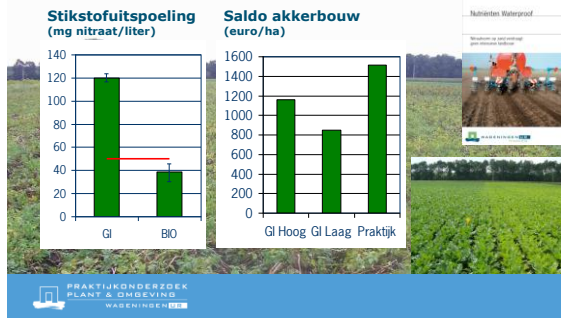 Stikstofuitspoeling
(mg nitraat/liter)
140
120
100
80
60
40
20
0
GI BIO
Saldo akkerbouw
(euro/ha)
1600
1400
1200
1000
800
600
400
200
0
GI Hoog GI Laag Praktijk
Nutriënten Waterproof
WAGENINGEN UR
PRAKTIJKONDERZOEK
PLANT & OMGEVING
WAGENINGEN UR